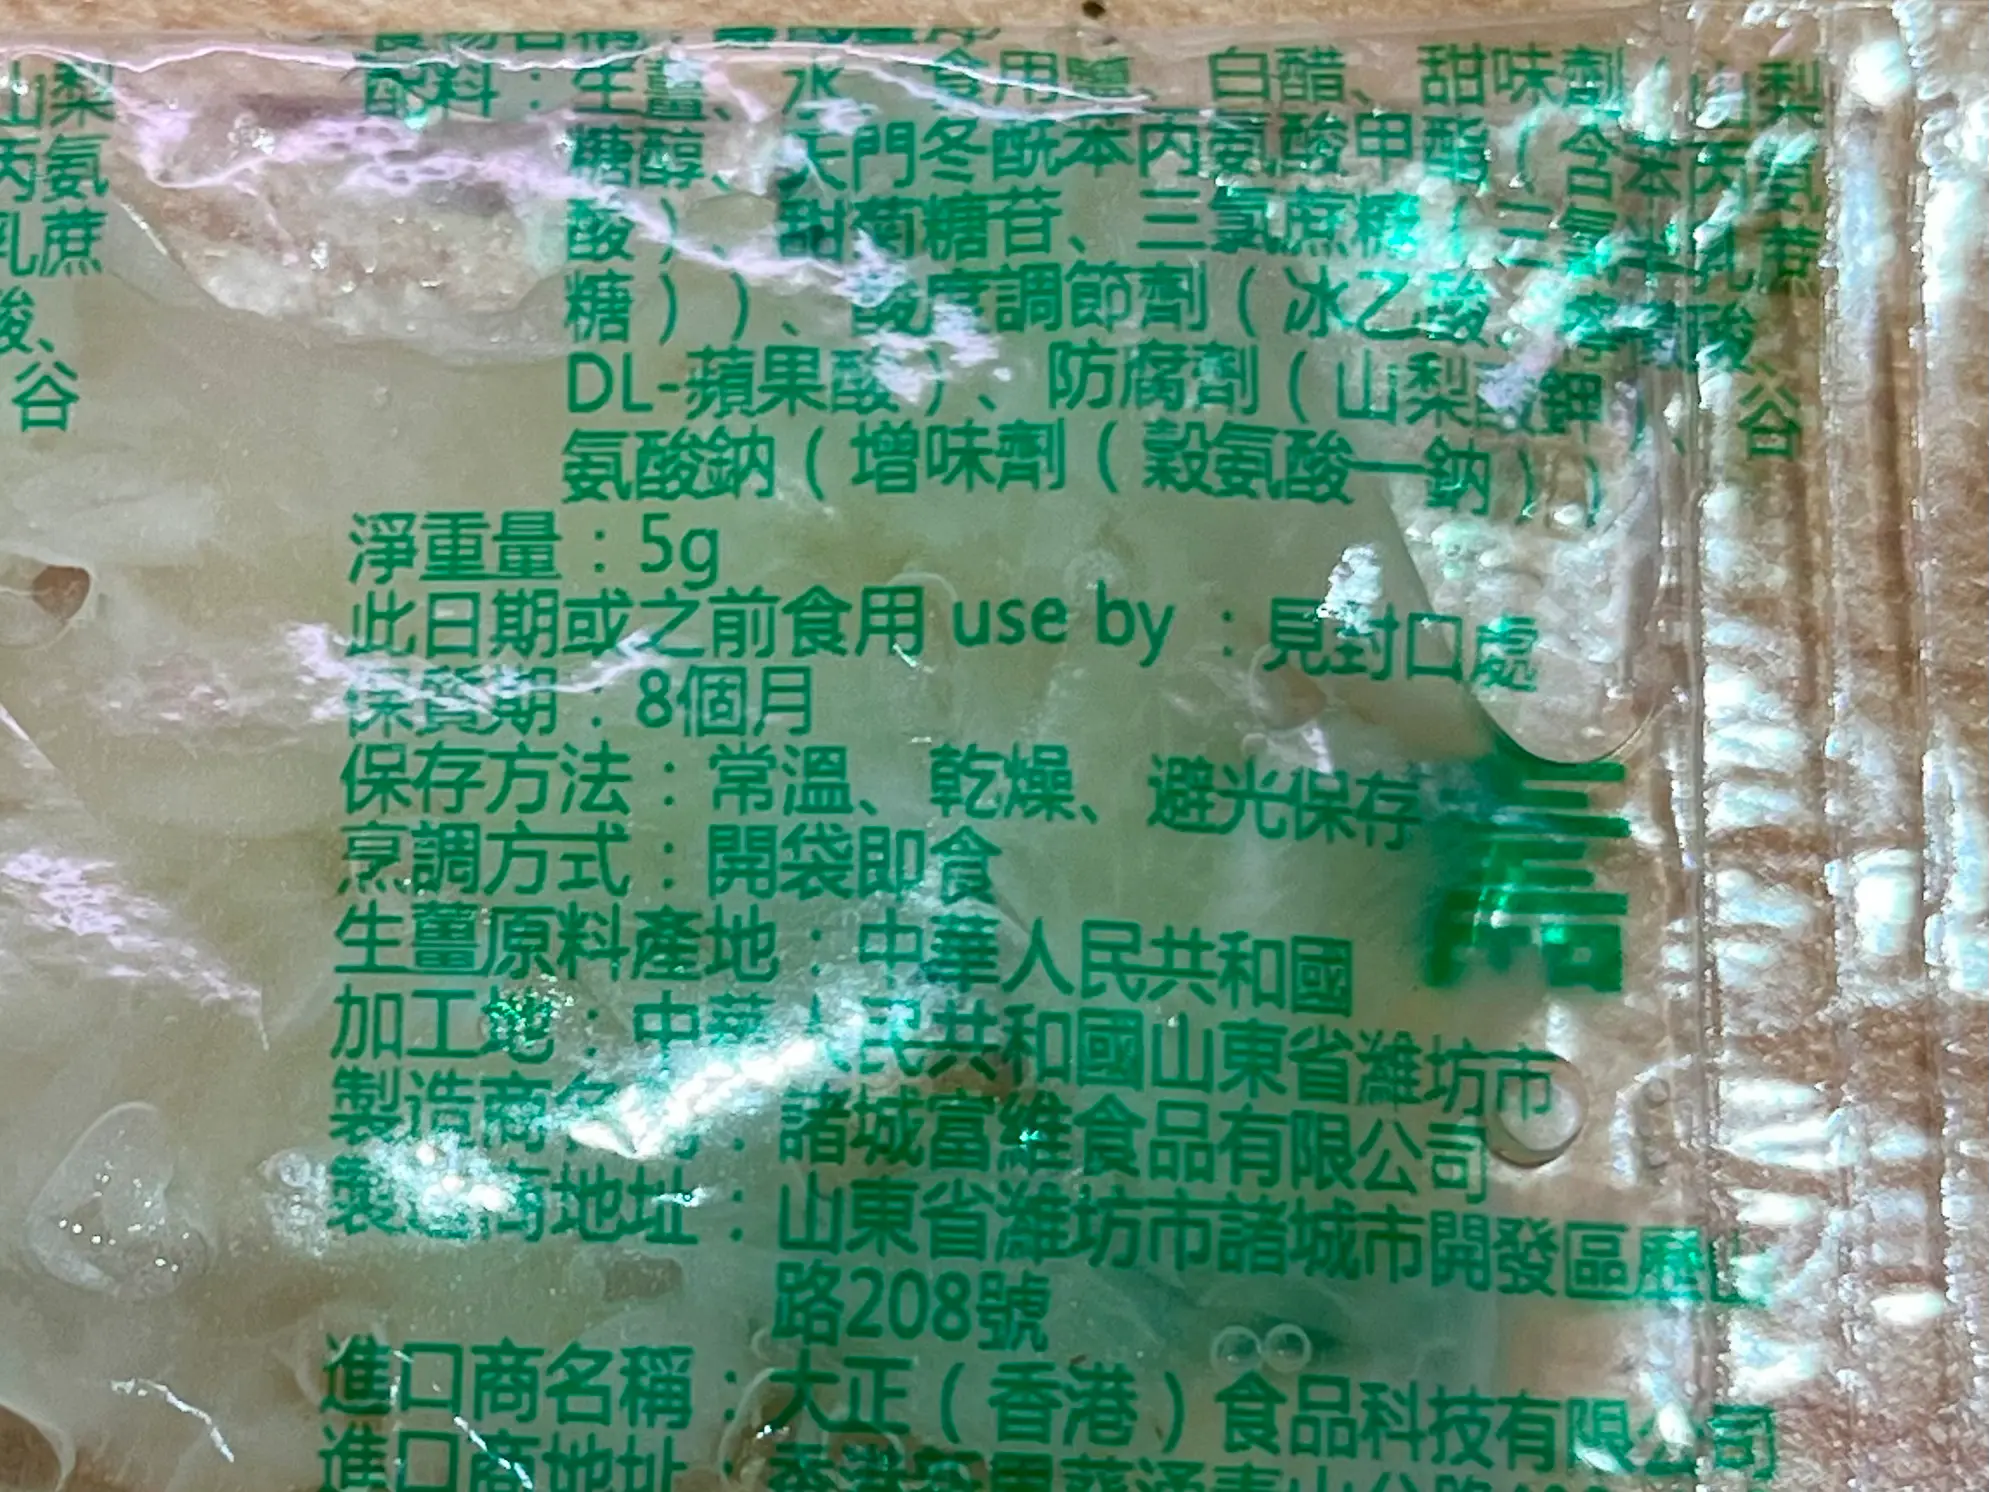 配料：生薑、水、食用鹽、白醋、甜味劑（山梨
糖醇、天門冬酰苯丙氨酸甲酯（含苯丙氨
酸）、甜菊糖苷、三氯蔗糖（三氯半乳蔗
糖））、酸度調節劑（冰乙酸、檸檬酸、
DL-蘋果酸）、防腐劑（山梨酸鉀）、谷
氨酸鈉（增味劑（穀氨酸一鈉））
淨重量：5g
此日期或之前食用 use by：見封口處
保質期：8個月
保存方法：常溫、乾燥、避光保存
烹調方式：開袋即食
生薑原料產地：中華人民共和國
加工地：中華人民共和國山東省濰坊市
製造商名稱：諸城富維食品有限公司
製造商地址：山東省濰坊市諸城市開發區歷山
路208號
進口商名稱：大正（香港）食品科技有限公司
進口商地址：
山梨
丙氨
乳蔗
酸、
谷